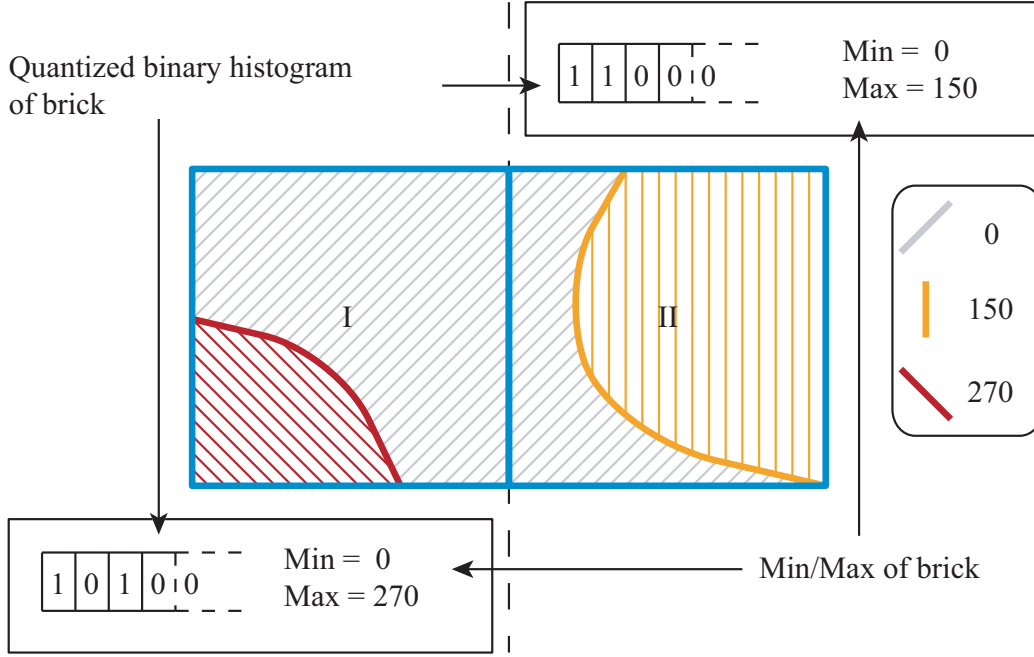 Quantized binary histogram
of brick
1 1 0 0 0
Min = 0
Max = 150
0
150
270
I
II
1 0 1 0 0
Min = 0
Max = 270
Min/Max of brick